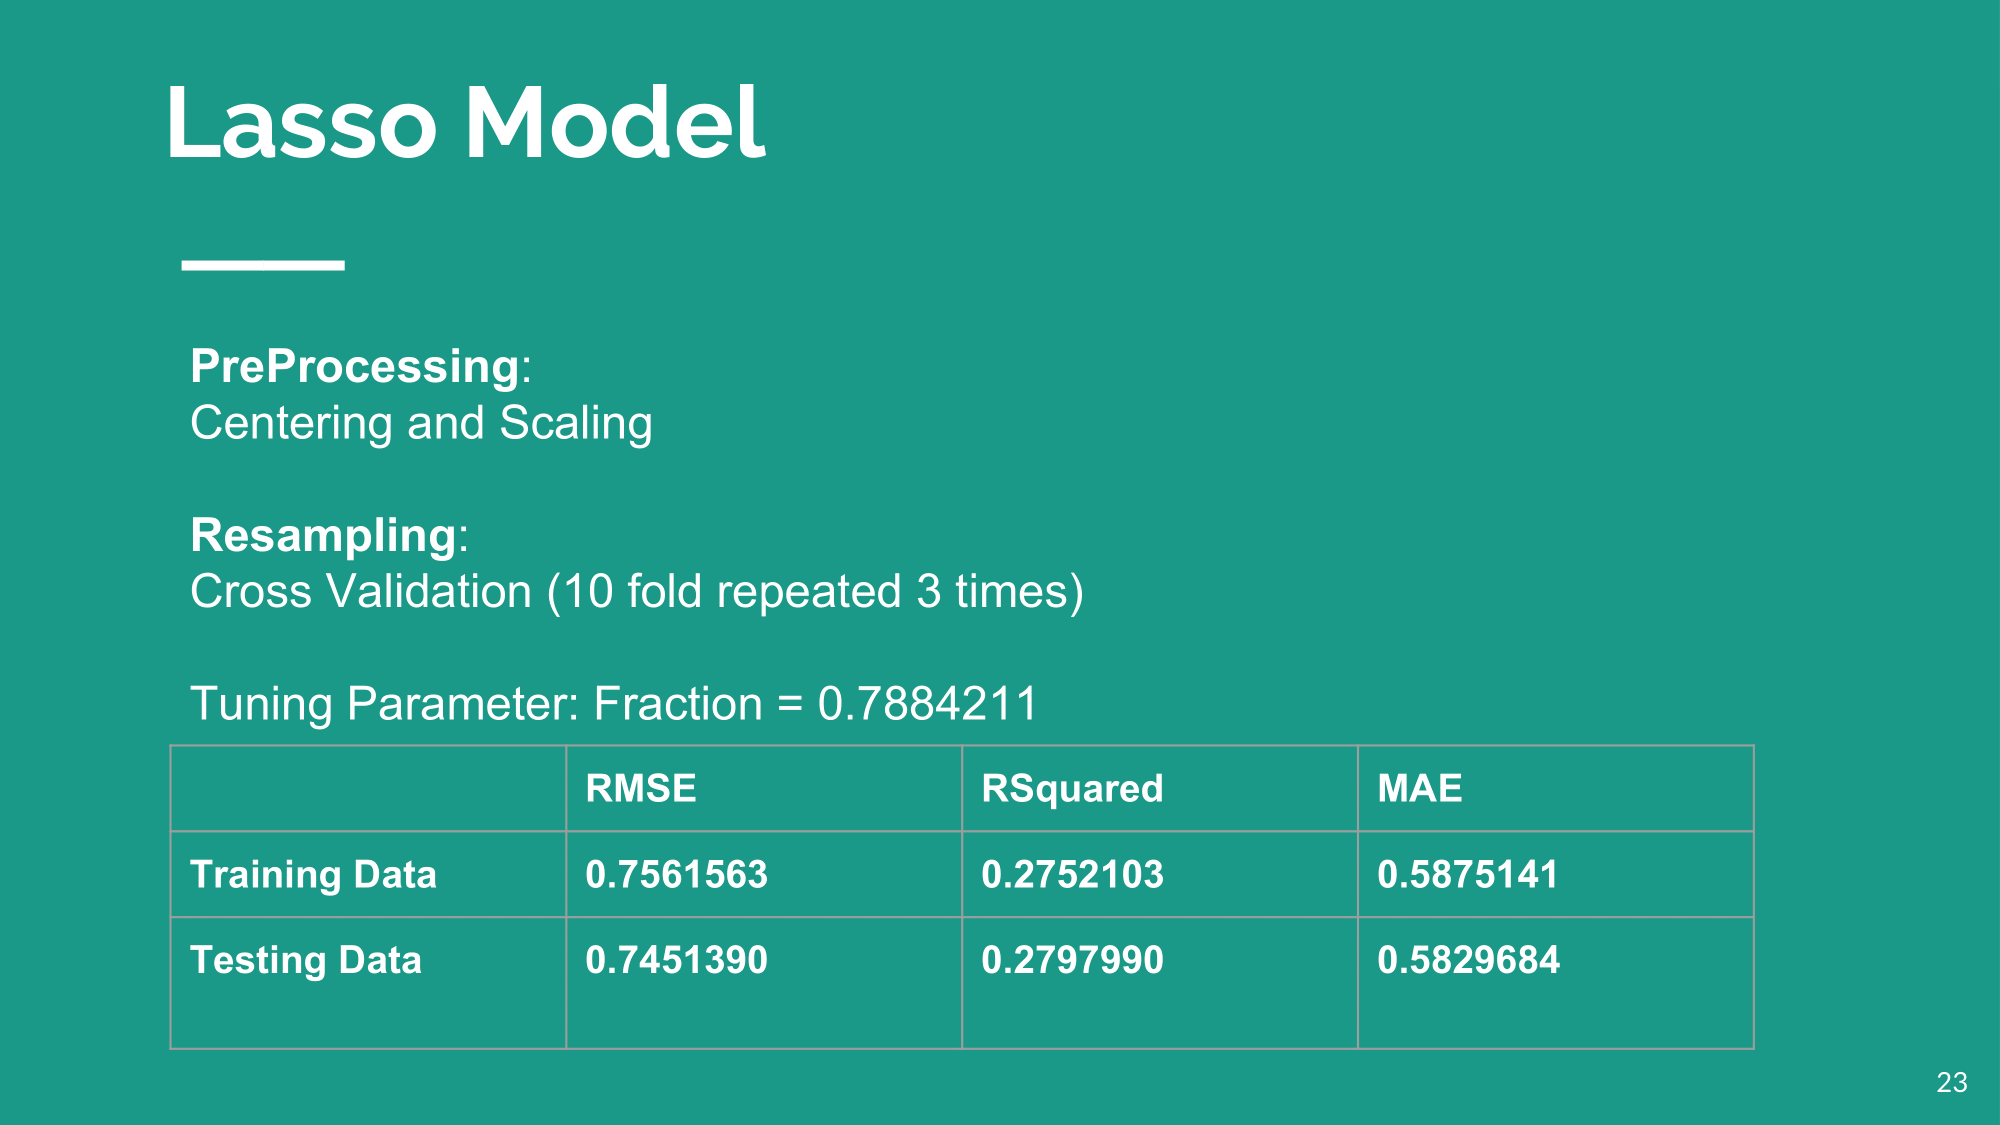 Lasso Model
PreProcessing:
Centering and Scaling
Resampling:
Cross Validation (10 fold repeated 3 times)
Tuning Parameter: Fraction = 0.7884211
RMSE RSquared MAE
Training Data 0.7561563 0.2752103 0.5875141
Testing Data 0.7451390 0.2797990 0.5829684
23